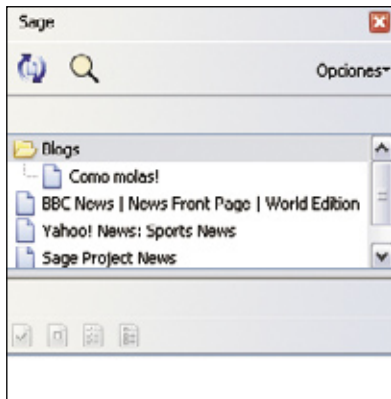 Sage
Opciones
Blogs
Como molas!
BBC News | News Front Page | World Edition
Yahoo! News: Sports News
Sage Project News